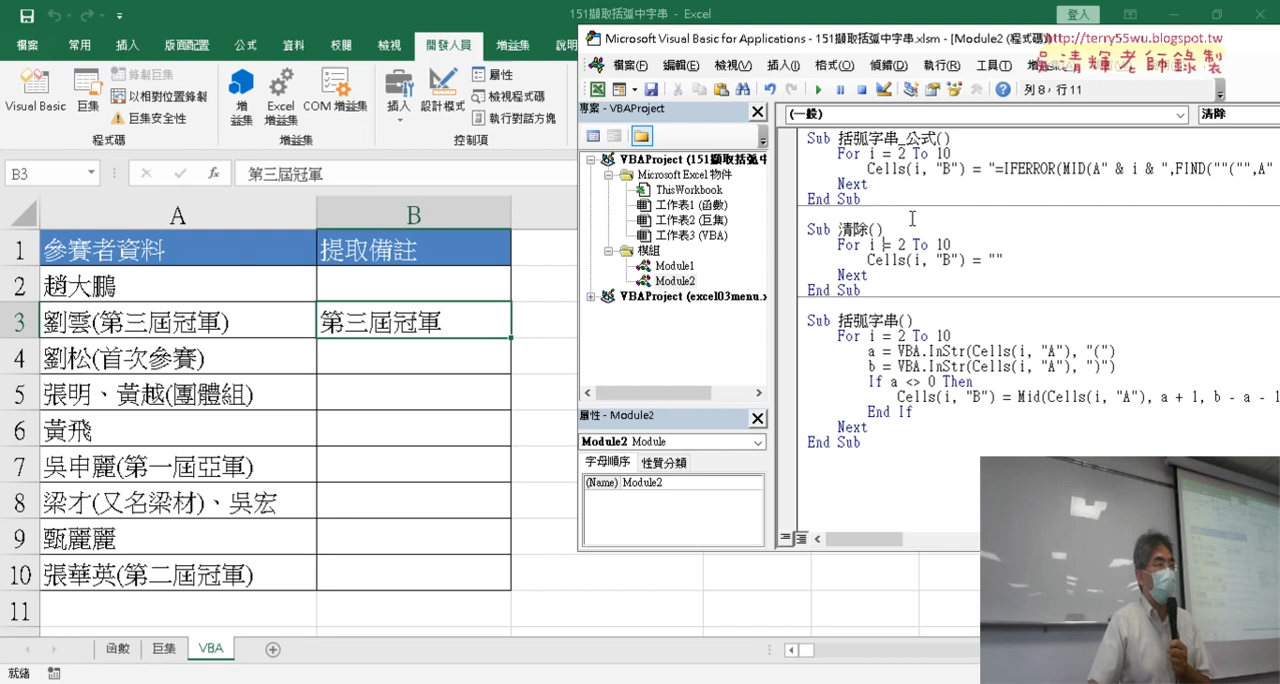 151擷取括弧中字串 - Excel
登入
檔案 常用 插入 版面配置 公式 資料 校閱 檢視 開發人員 增益集 說明
Visual Basic 巨集 錄製巨集 以相對位置錄製 巨集安全性
增益集 Excel 增益集 COM 增益集 插入 設計模式 屬性 檢視程式碼 執行對話方塊
程式碼 增益集 控制項
B3 fx 第三屆冠軍
A B
1 參賽者資料 提取備註
2 趙大鵬
3 劉雲(第三屆冠軍) 第三屆冠軍
4 劉松(首次參賽)
5 張明、黃越(團體組)
6 黃飛
7 吳申麗(第一屆亞軍)
8 梁才(又名梁材)、吳宏
9 甄麗麗
10 張華英(第二屆冠軍)
11
函數 巨集 VBA
就緒
Microsoft Visual Basic for Applications - 151擷取括弧中字串.xlsm - [Module2 (程式碼)]
http://terry55wu.blogspot.tw
吳清輝老師錄製
檔案(F) 編輯(E) 檢視(V) 插入(I) 格式(O) 偵錯(D) 執行(R) 工具(T)
列 8，行 11
專案 - VBAProject
VBAProject (151擷取括弧中
Microsoft Excel 物件
ThisWorkbook
工作表1 (函數)
工作表2 (巨集)
工作表3 (VBA)
模組
Module1
Module2
VBAProject (excel03menu.x
屬性 - Module2
Module2 Module
字母順序 性質分類
(Name) Module2
(一般) 清除
Sub 括弧字串_公式()
For i = 2 To 10
Cells(i, "B") = "=IFERROR(MID(A" & i & ",FIND(""("",A"
Next
End Sub
Sub 清除()
For i = 2 To 10
Cells(i, "B") = ""
Next
End Sub
Sub 括弧字串()
For i = 2 To 10
a = VBA.InStr(Cells(i, "A"), "(")
b = VBA.InStr(Cells(i, "A"), ")")
If a <> 0 Then
Cells(i, "B") = Mid(Cells(i, "A"), a + 1, b - a - 1
End If
Next
End Sub